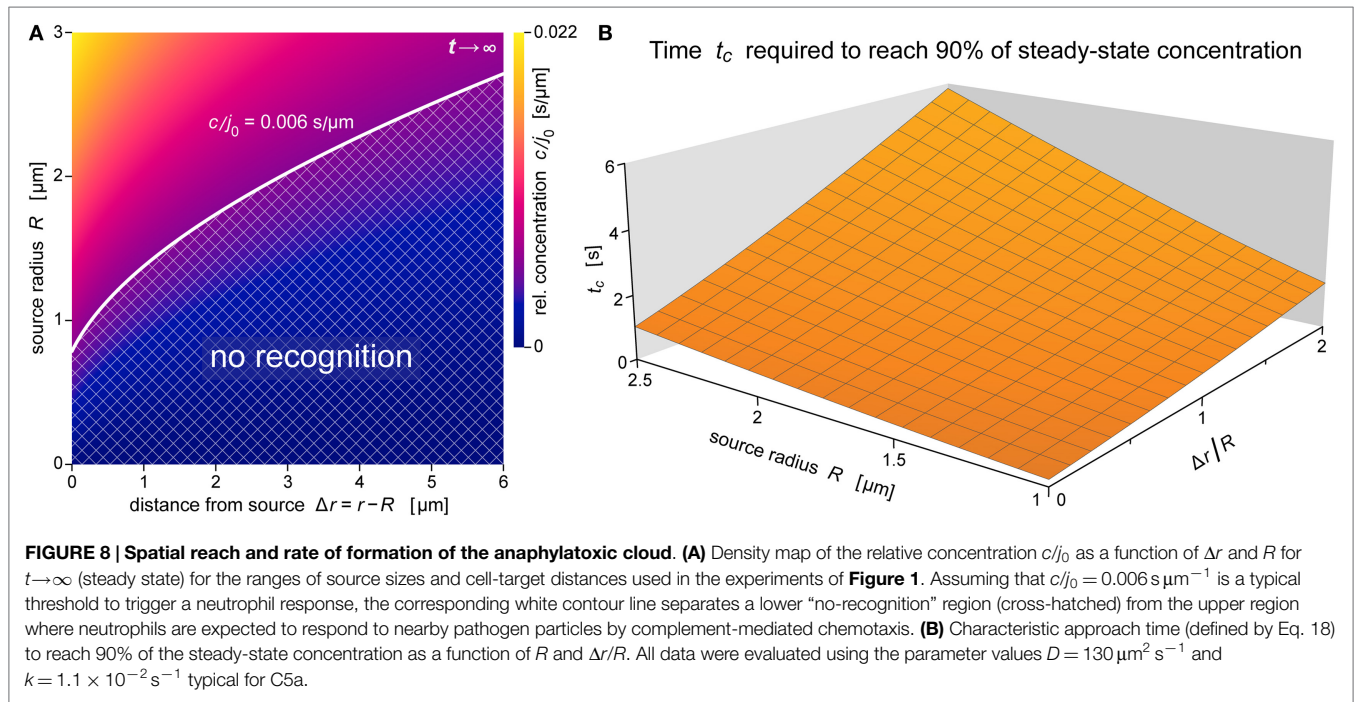 A
3
2
1
0
source radius R [µm]
0 1 2 3 4 5 6
distance from source Δr = r – R [µm]
t→∞
c/j0 = 0.006 s/µm
no recognition
0.022
rel. concentration c/j0 [s/µm]
0
B
Time tc required to reach 90% of steady-state concentration
6
4
2
0
tc [s]
2.5
2
1.5
1
source radius R [µm]
0
1
2
Δr/R
FIGURE 8 | Spatial reach and rate of formation of the anaphylatoxic cloud. (A) Density map of the relative concentration c/j0 as a function of Δr and R for
t→∞ (steady state) for the ranges of source sizes and cell-target distances used in the experiments of Figure 1. Assuming that c/j0 = 0.006 s µm−1 is a typical
threshold to trigger a neutrophil response, the corresponding white contour line separates a lower “no-recognition” region (cross-hatched) from the upper region
where neutrophils are expected to respond to nearby pathogen particles by complement-mediated chemotaxis. (B) Characteristic approach time (defined by Eq. 18)
to reach 90% of the steady-state concentration as a function of R and Δr/R. All data were evaluated using the parameter values D = 130 µm2 s−1 and
k = 1.1 × 10−2 s−1 typical for C5a.